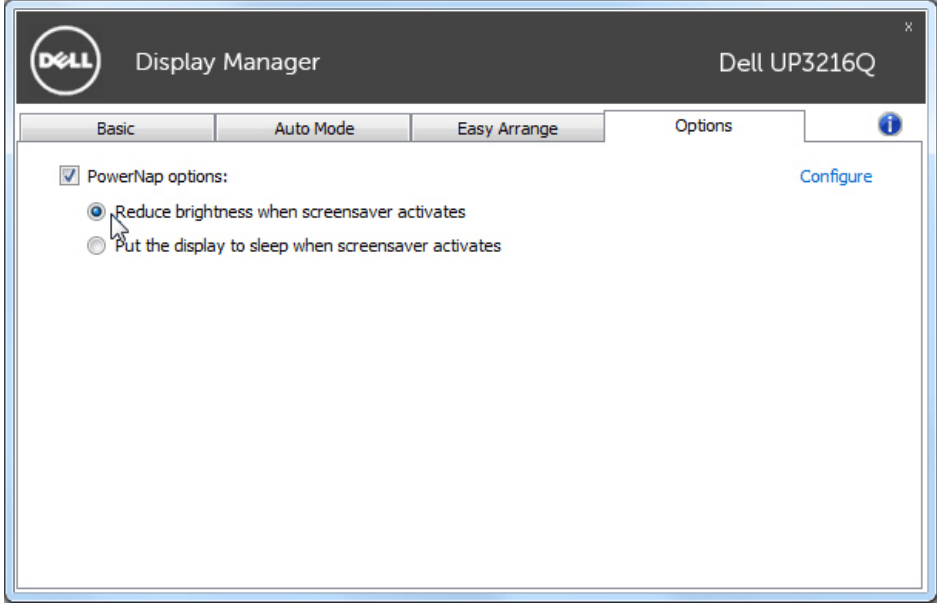 DELL
Display Manager
Dell UP3216Q
x
Basic
Auto Mode
Easy Arrange
Options
i
PowerNap options:
Configure
Reduce brightness when screensaver activates
Put the display to sleep when screensaver activates